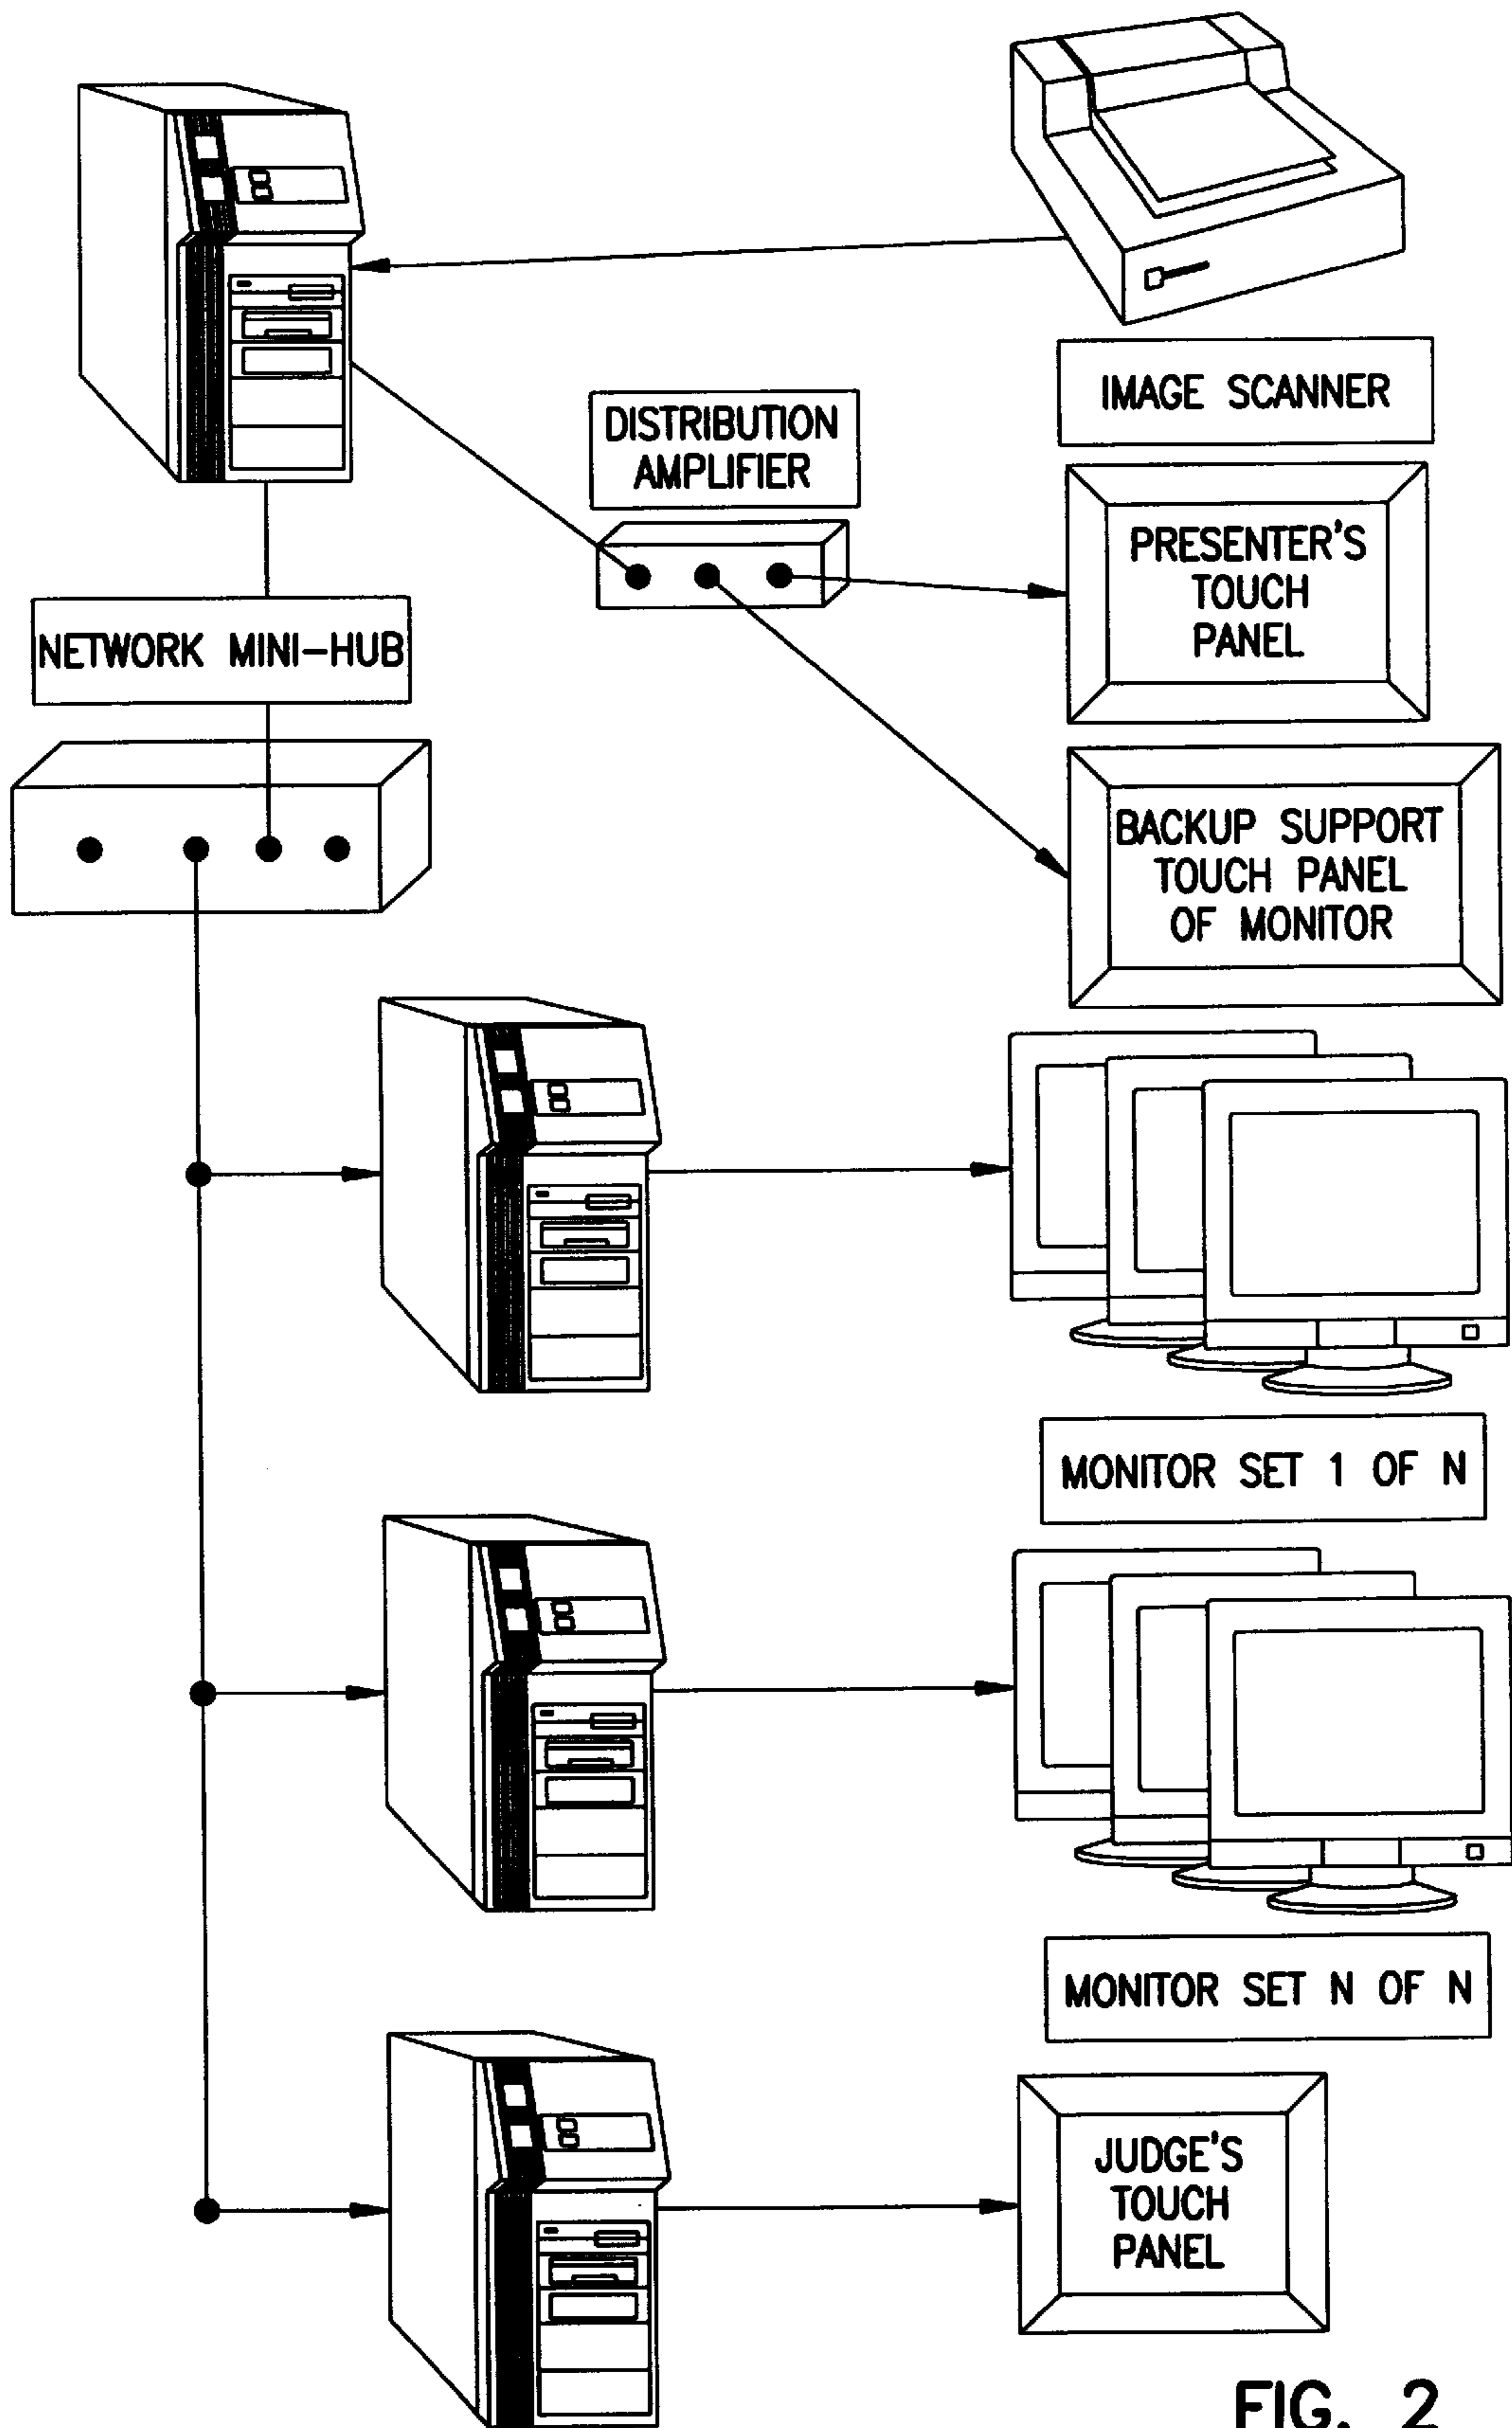 IMAGE SCANNER
DISTRIBUTION
AMPLIFIER
PRESENTER'S
TOUCH
PANEL
NETWORK MINI-HUB
BACKUP SUPPORT
TOUCH PANEL
OF MONITOR
MONITOR SET 1 OF N
MONITOR SET N OF N
JUDGE'S
TOUCH
PANEL
FIG. 2